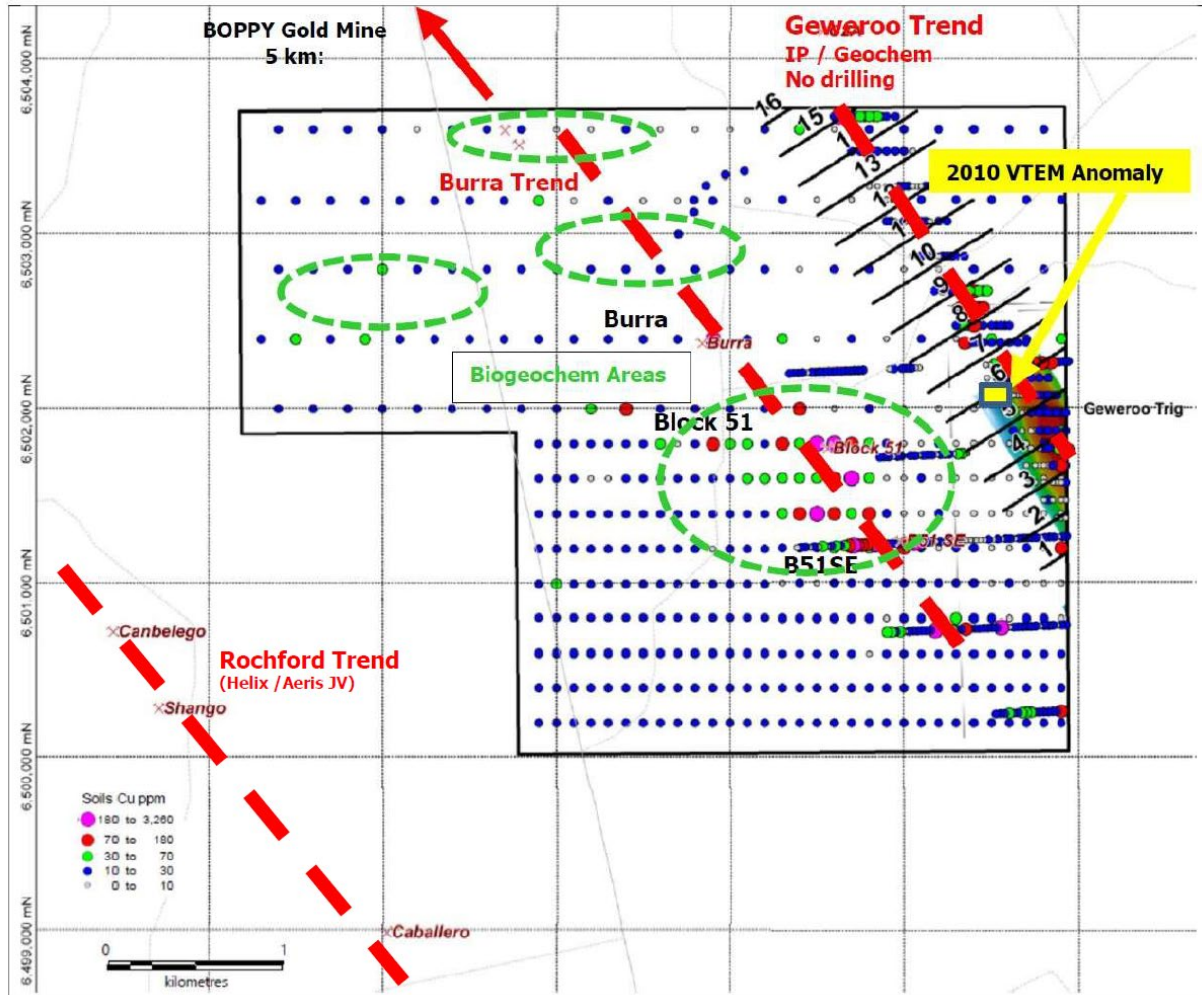 BOPPY Gold Mine
5 km:
Geweroo Trend
IP / Geochem
No drilling
6,504,000 mN
16
15
13
2010 VTEM Anomaly
Burra Trend
6,503,000 mN
10
9
8
7
Burra
Burra
Biogeochem Areas
6
5
6,502,000 mN
Geweroo Trig
Block 51
Block 51
4
3
2
B51 SE
1
B51SE
6,501,000 mN
Canbelego
Rochford Trend
(Helix /Aeris JV)
Shango
6,500,000 mN
Soils Cu ppm
180 to 3,260
70 to 180
30 to 70
10 to 30
0 to 10
Caballero
6,499,000 mN
0 1
kilometres